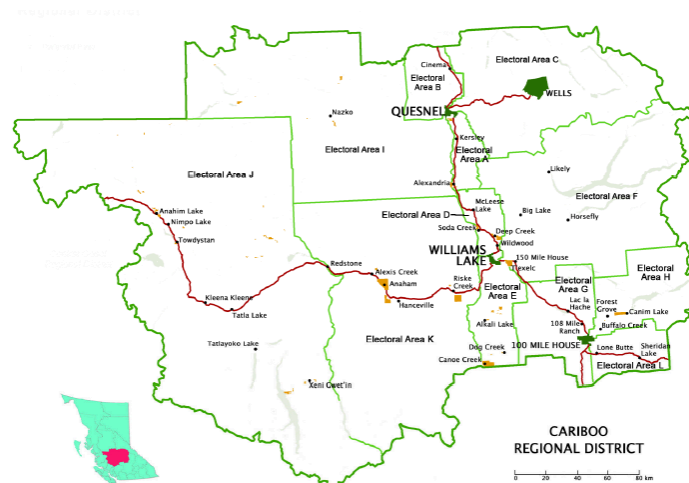 Cinema
Electoral
Area B
Electoral Area C
WELLS
QUESNEL
Nazko
Kersley
Electoral
Area A
Electoral Area I
Likely
Electoral Area J
Alexandria
Electoral Area F
McLeese
Lake
Anahim Lake
Electoral Area D
Big Lake
Horsefly
Nimpo Lake
Soda Creek
Deep Creek
Towdystan
Wildwood
WILLIAMS
LAKE
150 Mile House
Texelc
Redstone
Alexis Creek
Electoral
Area H
Anaham
Riske
Creek
Electoral
Area E
Electoral
Area G
Kleena Kleene
Hanceville
Lac la
Hache
Forest
Grove
Canim Lake
Tatla Lake
Alkali Lake
108 Mile
Ranch
Buffalo Creek
Electoral Area K
Tatlayoko Lake
Dog Creek
100 MILE HOUSE
Lone Butte
Sheridan
Lake
Canoe Creek
Electoral Area L
Xeni Gwet'in
CARIBOO
REGIONAL DISTRICT
0 20 40 60 80 km